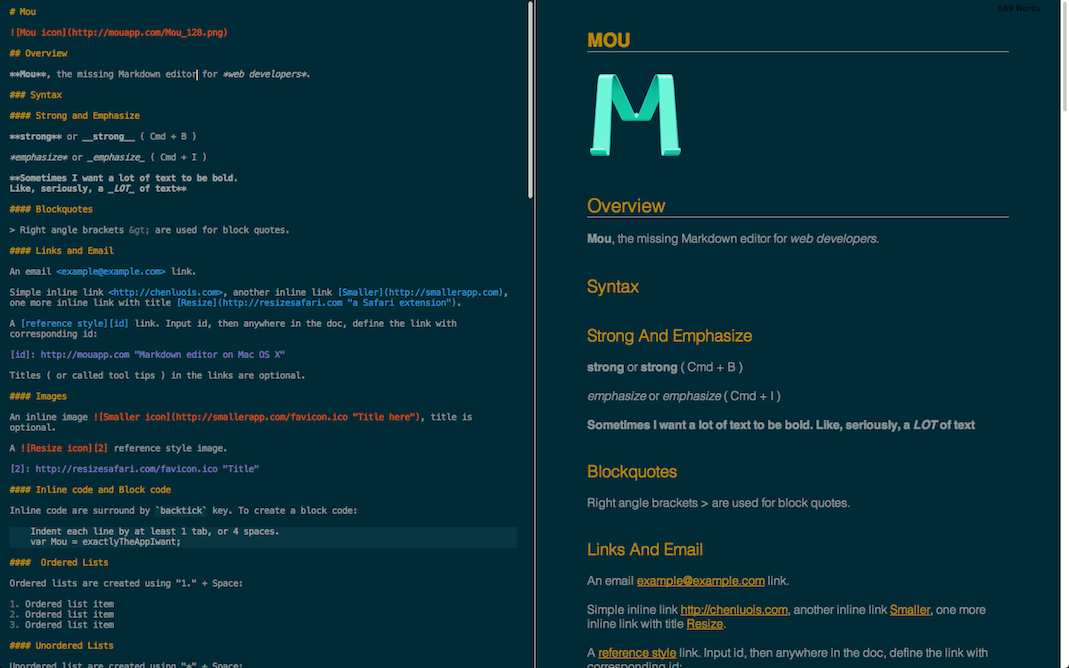 # Mou
![Mou icon](http://mouapp.com/Mou_128.png)
## Overview
**Mou**, the missing Markdown editor for *web developers*.
### Syntax
#### Strong and Emphasize
**strong** or __strong__ ( Cmd + B )
*emphasize* or _emphasize_ ( Cmd + I )
**Sometimes I want a lot of text to be bold.
Like, seriously, a _LOT_ of text**
#### Blockquotes
> Right angle brackets &gt; are used for block quotes.
#### Links and Email
An email <example@example.com> link.
Simple inline link <http://chenluois.com>, another inline link [Smaller](http://smallerapp.com),
one more inline link with title [Resize](http://resizesafari.com "a Safari extension").
A [reference style][id] link. Input id, then anywhere in the doc, define the link with
corresponding id:
[id]: http://mouapp.com "Markdown editor on Mac OS X"
Titles ( or called tool tips ) in the links are optional.
#### Images
An inline image ![Smaller icon](http://smallerapp.com/favicon.ico "Title here"), title is
optional.
A ![Resize icon][2] reference style image.
[2]: http://resizesafari.com/favicon.ico "Title"
#### Inline code and Block code
Inline code are surround by `backtick` key. To create a block code:
Indent each line by at least 1 tab, or 4 spaces.
var Mou = exactlyTheAppIwant;
####  Ordered Lists
Ordered lists are created using "1." + Space:
1. Ordered list item
2. Ordered list item
3. Ordered list item
#### Unordered Lists
Unordered list are created using "*" + Space:
689 Words
MOU
Overview
Mou, the missing Markdown editor for web developers.
Syntax
Strong And Emphasize
strong or strong ( Cmd + B )
emphasize or emphasize ( Cmd + I )
Sometimes I want a lot of text to be bold. Like, seriously, a LOT of text
Blockquotes
Right angle brackets > are used for block quotes.
Links And Email
An email example@example.com link.
Simple inline link http://chenluois.com, another inline link Smaller, one more
inline link with title Resize.
A reference style link. Input id, then anywhere in the doc, define the link with
corresponding id: